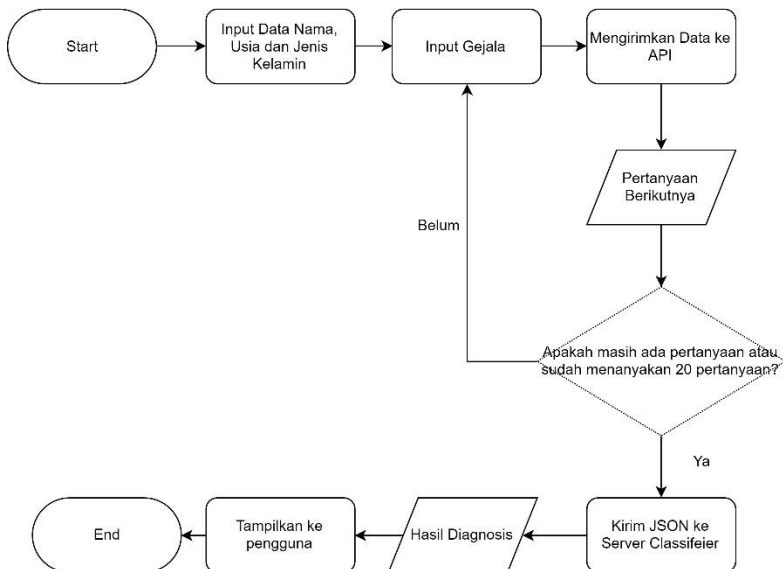 Start
Input Data Nama,
Usia dan Jenis
Kelamin
Input Gejala
Mengirimkan Data ke
API
Pertanyaan
Berikutnya
Belum
Apakah masih ada pertanyaan atau
sudah menanyakan 20 pertanyaan?
Ya
End
Tampilkan ke
pengguna
Hasil Diagnosis
Kirim JSON ke
Server Classifeier